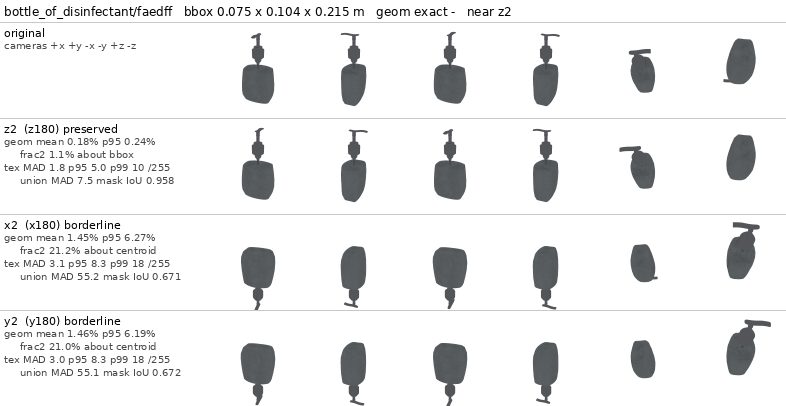 bottle_of_disinfectant/faedff   bbox 0.075 x 0.104 x 0.215 m   geom exact -   near z2
original
cameras +x +y -x -y +z -z
z2  (z180) preserved
geom mean 0.18% p95 0.24%
frac2 1.1% about bbox
tex MAD 1.8 p95 5.0 p99 10 /255
union MAD 7.5 mask IoU 0.958
x2  (x180) borderline
geom mean 1.45% p95 6.27%
frac2 21.2% about centroid
tex MAD 3.1 p95 8.3 p99 18 /255
union MAD 55.2 mask IoU 0.671
y2  (y180) borderline
geom mean 1.46% p95 6.19%
frac2 21.0% about centroid
tex MAD 3.0 p95 8.3 p99 18 /255
union MAD 55.1 mask IoU 0.672